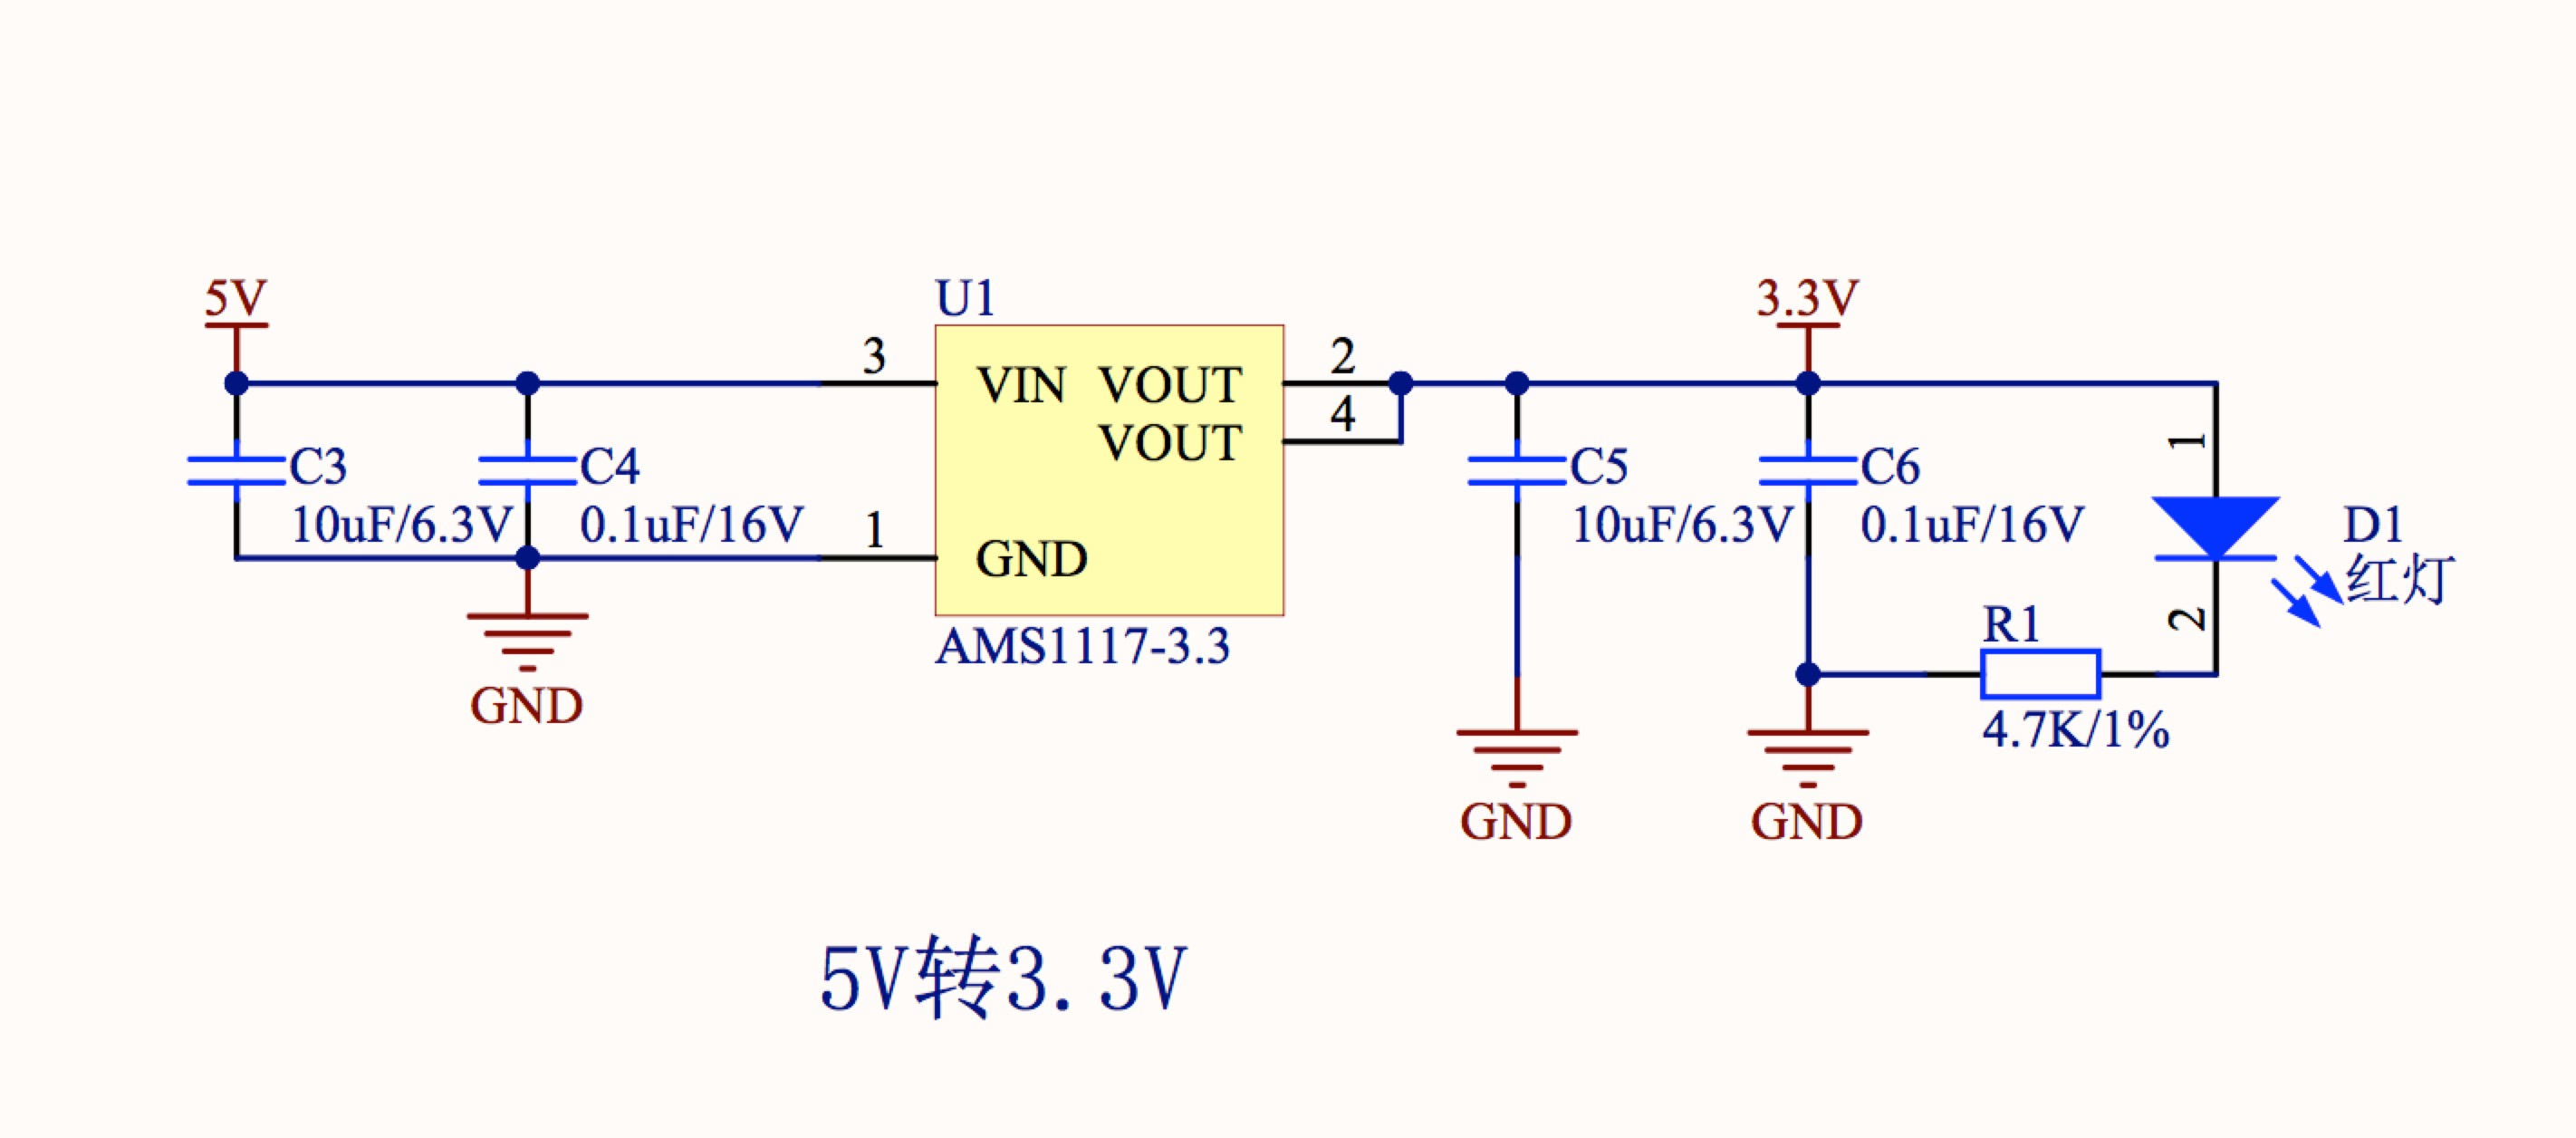 5V
U1
3.3V
3
2
VIN
VOUT
4
VOUT
1
C3
10uF/6.3V
C4
0.1uF/16V
1
GND
C5
10uF/6.3V
C6
0.1uF/16V
D1
红灯
2
R1
4.7K/1%
AMS1117-3.3
GND
GND
GND
5V转3.3V